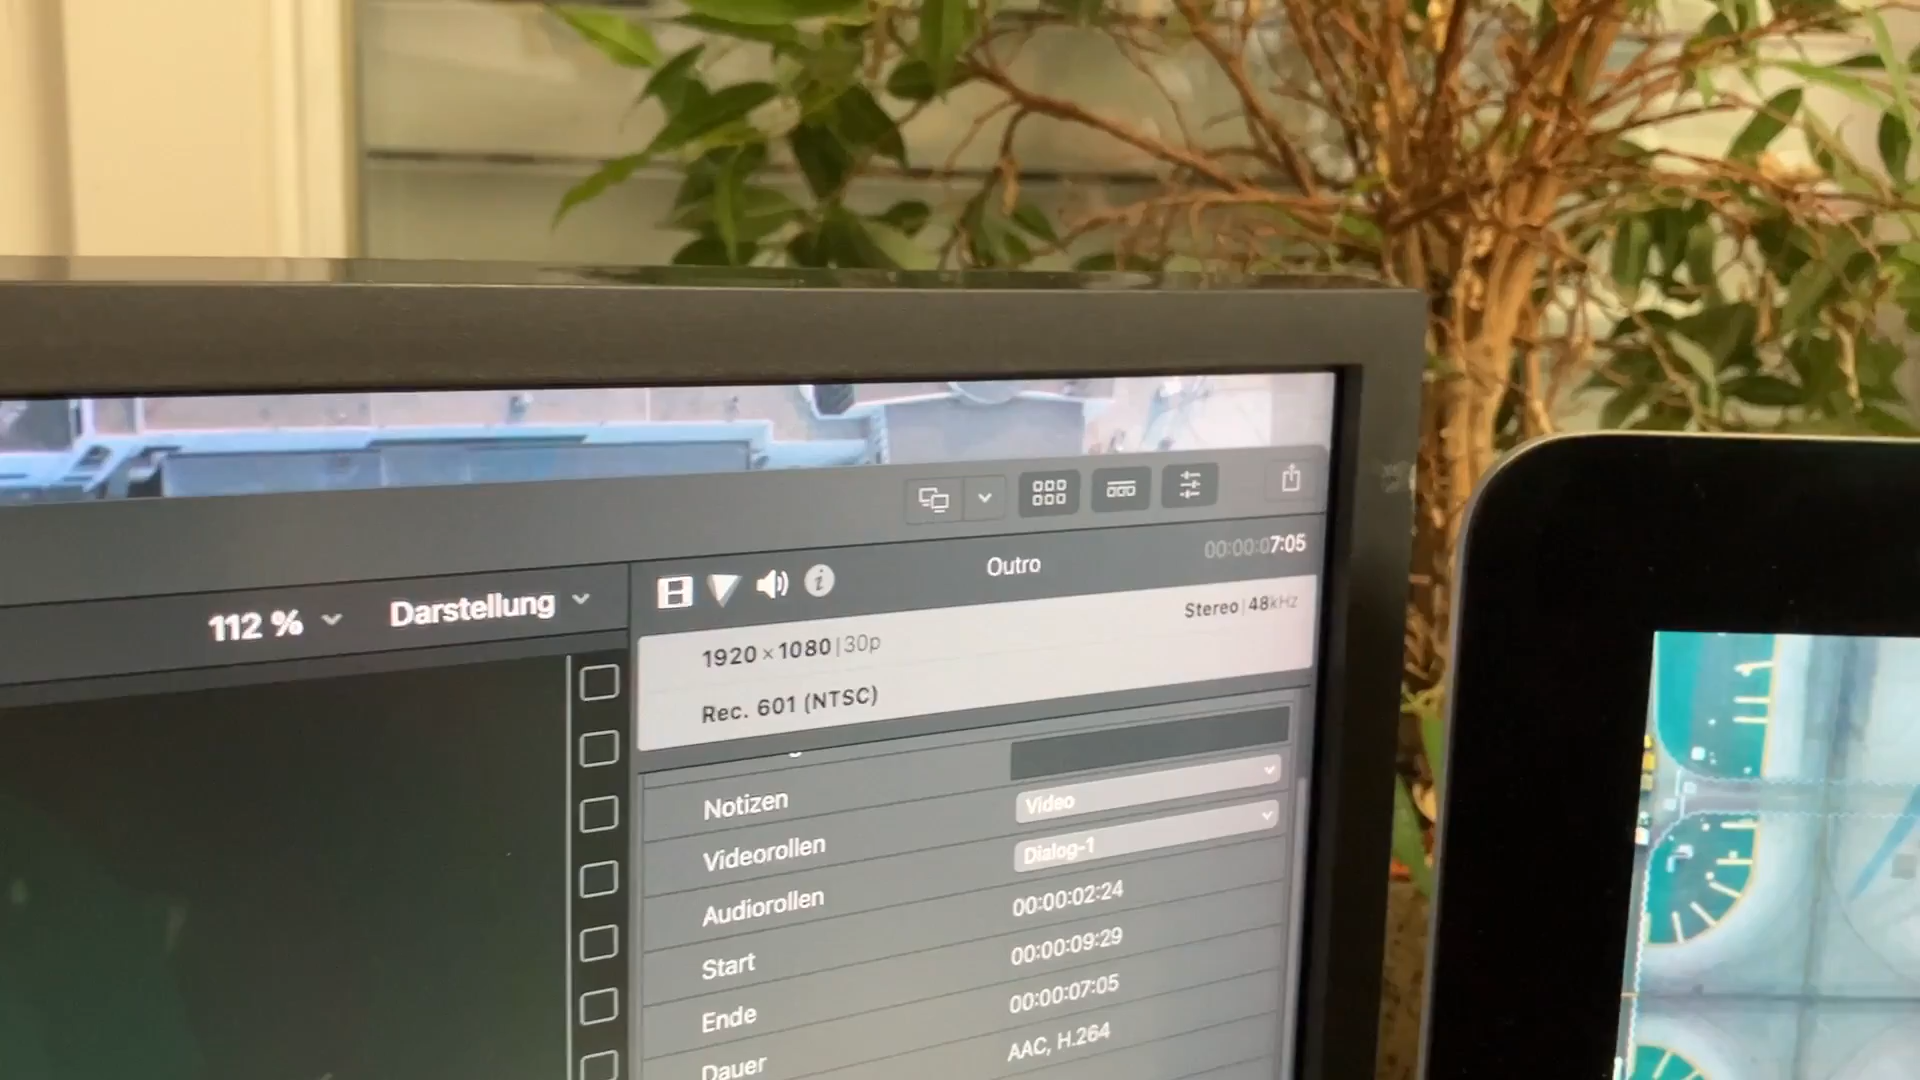 Outro
00:00:07:05
112 %
Darstellung
1920 × 1080 | 30p
Stereo | 48kHz
Rec. 601 (NTSC)
Notizen
Videorollen
Video
Audiorollen
Dialog-1
Start
00:00:02:24
Ende
00:00:09:29
Dauer
00:00:07:05
AAC, H.264